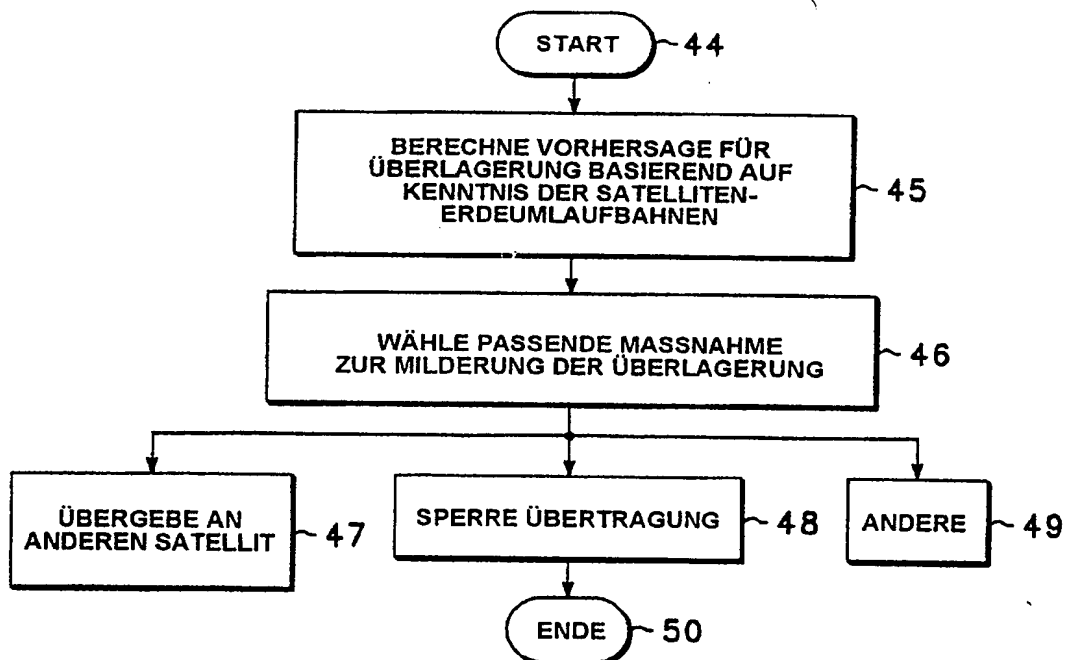 START
44
BERECHNE VORHERSAGE FÜR
ÜBERLAGERUNG BASIEREND AUF
KENNTNIS DER SATELLITEN-
ERDEUMLAUFBAHNEN
45
WÄHLE PASSENDE MASSNAHME
ZUR MILDERUNG DER ÜBERLAGERUNG
46
ÜBERGEBE AN
ANDEREN SATELLIT
47
SPERRE ÜBERTRAGUNG
48
ANDERE
49
ENDE
50